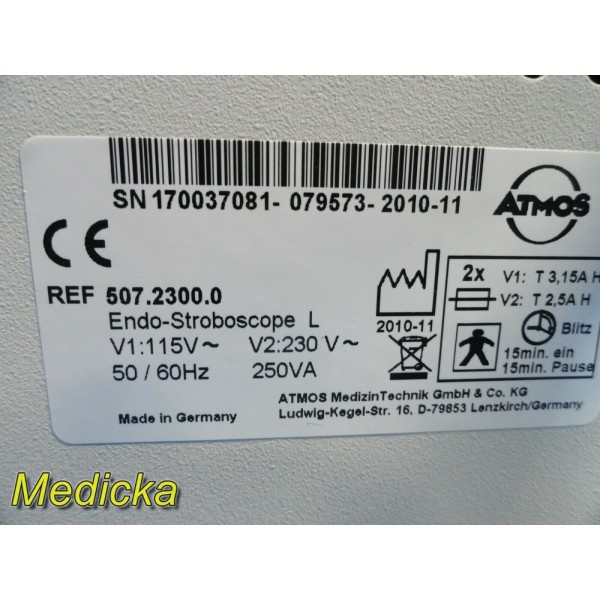 SN 170037081- 079573- 2010-11
ATMOS
CE
REF 507.2300.0
Endo-Stroboscope L
V1:115V~ V2:230 V~
50 / 60Hz 250VA
Made in Germany
2010-11
2x V1: T 3,15A H
V2: T 2,5A H
Blitz
15min. ein
15min. Pause
ATMOS MedizinTechnik GmbH & Co. KG
Ludwig-Kegel-Str. 16, D-79853 Lenzkirch/Germany
Medicka